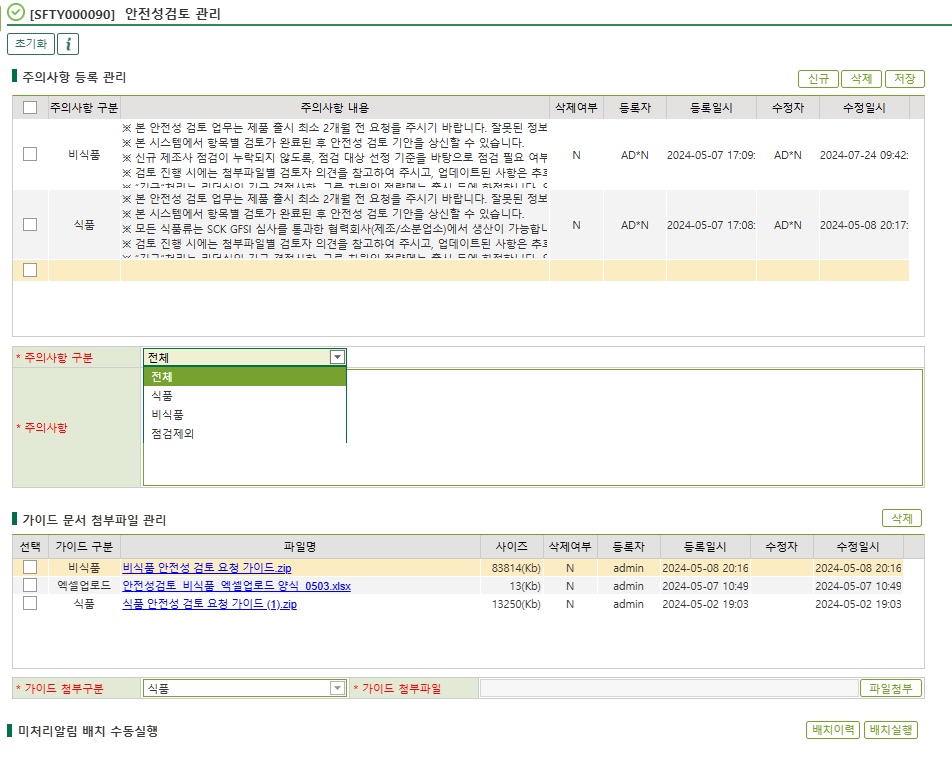 [SFTY000090] 안전성검토 관리
초기화 i
주의사항 등록 관리
신규 삭제 저장
주의사항 구분 주의사항 내용 삭제여부 등록자 등록일시 수정자 수정일시
※ 본 안전성 검토 업무는 제품 출시 최소 2개월 전 요청을 주시기 바랍니다. 잘못된 정보
※ 본 시스템에서 항목별 검토가 완료된 후 안전성 검토 기안을 상신할 수 있습니다.
비식품 ※ 신규 제조사 점검이 누락되지 않도록, 점검 대상 선정 기준을 바탕으로 점검 필요 여부 N AD*N 2024-05-07 17:09: AD*N 2024-07-24 09:42:
※ 검토 진행 시에는 첨부파일별 검토자 의견을 참고하여 주시고, 업데이트된 사항은 추
※ 본 안전성 검토 업무는 제품 출시 최소 2개월 전 요청을 주시기 바랍니다. 잘못된 정보
※ 본 시스템에서 항목별 검토가 완료된 후 안전성 검토 기안을 상신할 수 있습니다.
식품 ※ 모든 식품류는 SCK GFSI 심사를 통과한 협력회사(제조/소분업소)에서 생산이 가능합니 N AD*N 2024-05-07 17:08: AD*N 2024-05-08 20:17:
※ 검토 진행 시에는 첨부파일별 검토자 의견을 참고하여 주시고, 업데이트된 사항은 추
* 주의사항 구분 전체
전체
식품
비식품
* 주의사항
점검제외
가이드 문서 첨부파일 관리
삭제
선택 가이드 구분 파일명 사이즈 삭제여부 등록자 등록일시 수정자 수정일시
비식품 비식품 안전성 검토 요청 가이드.zip 83814(Kb) N admin 2024-05-08 20:16 2024-05-08 20:16
엑셀업로드 안전성검토_비식품_엑셀업로드 양식_0503.xlsx 13(Kb) N admin 2024-05-07 10:49 2024-05-07 10:49
식품 식품 안전성 검토 요청 가이드 (1).zip 13250(Kb) N admin 2024-05-02 19:03 2024-05-02 19:03
* 가이드 첨부구분 식품 * 가이드 첨부파일 파일첨부
미처리알림 배치 수동실행
배치이력 배치실행